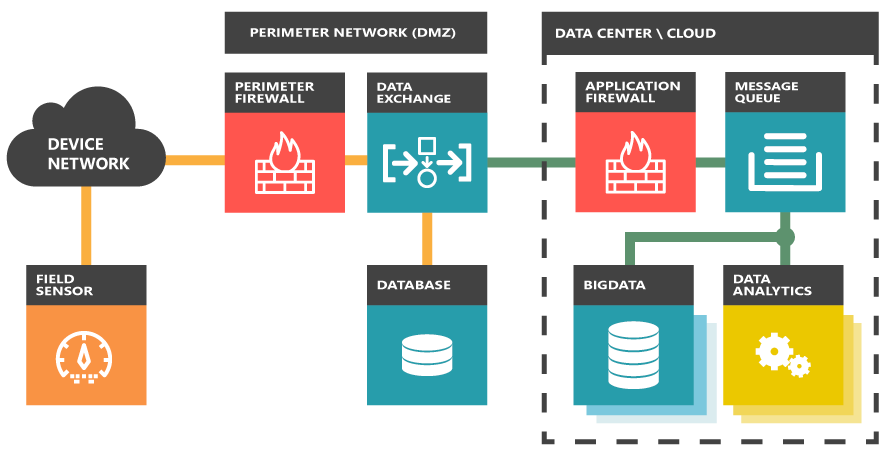 PERIMETER NETWORK (DMZ)
DATA CENTER \ CLOUD
PERIMETER
FIREWALL
DATA
EXCHANGE
APPLICATION
FIREWALL
MESSAGE
QUEUE
DEVICE
NETWORK
FIELD
SENSOR
DATABASE
BIGDATA
DATA
ANALYTICS